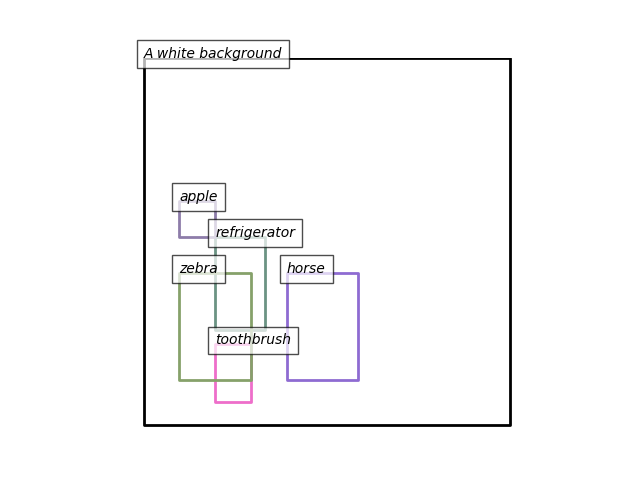 A white background
apple
refrigerator
zebra
horse
toothbrush